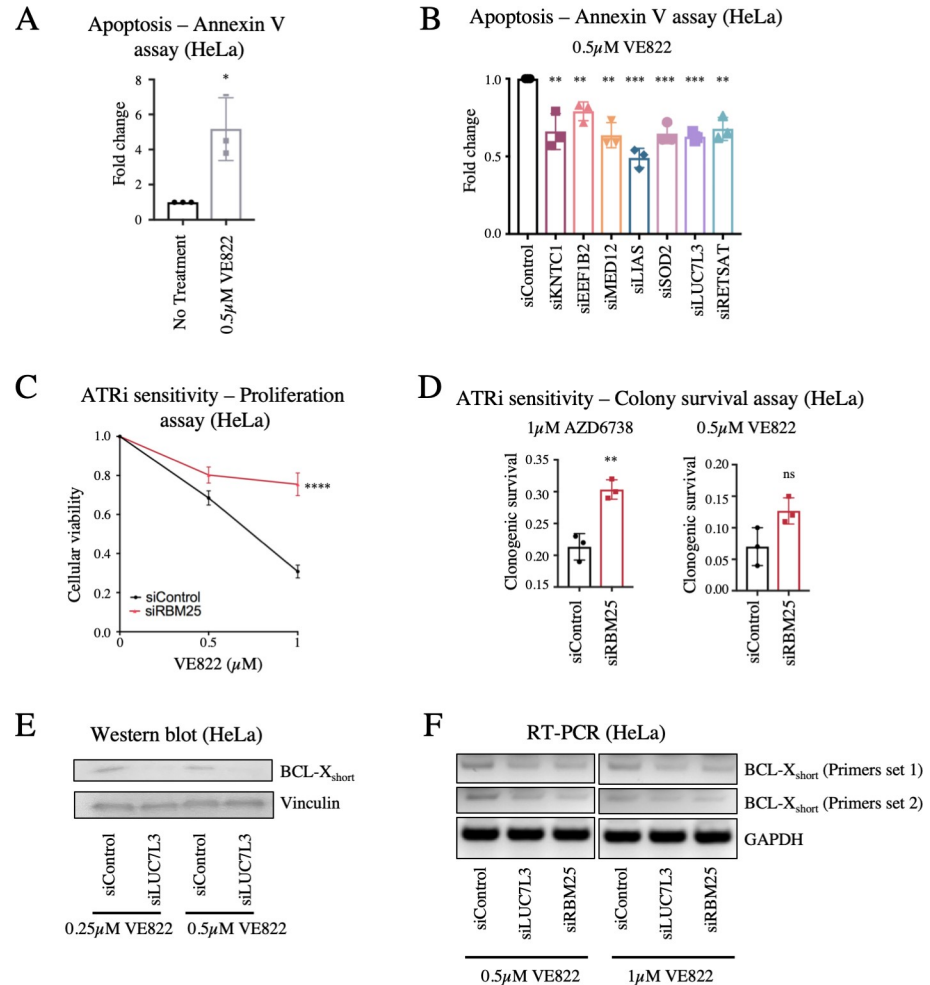 A
Apoptosis – Annexin V
assay (HeLa)
Fold change
8
6
4
2
0
*
No Treatment
0.5μM VE822
B
Apoptosis – Annexin V assay (HeLa)
0.5μM VE822
Fold change
1.0
0.5
0.0
** ** ** *** *** *** **
siControl
siKNTC1
siEEF1B2
siMED12
siLIAS
siSOD2
siLUC7L3
siRETSAT
C
ATRi sensitivity – Proliferation
assay (HeLa)
Cellular viability
1.0
0.8
0.6
0.4
0.2
0.0
****
siControl
siRBM25
0 0.5 1
VE822 (μM)
D
ATRi sensitivity – Colony survival assay (HeLa)
1μM AZD6738
Clonogenic survival
0.35
0.30
0.25
0.20
0.15
**
siControl
siRBM25
0.5μM VE822
Clonogenic survival
0.20
0.15
0.10
0.05
0.00
ns
siControl
siRBM25
E
Western blot (HeLa)
BCL-Xshort
Vinculin
siControl
siLUC7L3
siControl
siLUC7L3
0.25μM VE822
0.5μM VE822
F
RT-PCR (HeLa)
BCL-Xshort (Primers set 1)
BCL-Xshort (Primers set 2)
GAPDH
siControl
siLUC7L3
siRBM25
siControl
siLUC7L3
siRBM25
0.5μM VE822
1μM VE822